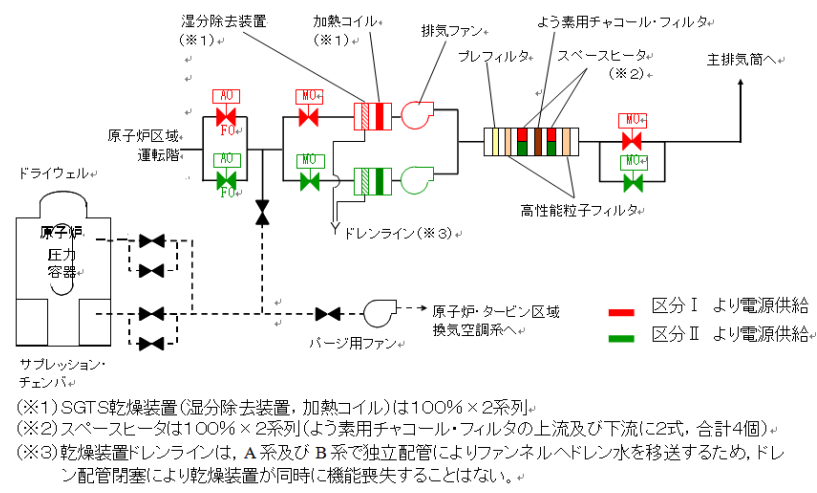 湿分除去装置
(※1)
加熱コイル
(※1)
排気ファン
よう素用チャコール・フィルタ
プレフィルタ
スペースヒータ
(※2)
主排気筒へ
AO
MO
FO
MO
原子炉区域
運転階
AO
MO
FO
MO
高性能粒子フィルタ
ドレンライン(※3)
ドライウェル
原子炉
圧力
容器
原子炉・タービン区域
換気空調系へ
パージ用ファン
区分Ⅰ より電源供給
区分Ⅱ より電源供給
サプレッション・
チェンバ
(※1)SGTS乾燥装置(湿分除去装置,加熱コイル)は100%×2系列
(※2)スペースヒータは100%×2系列(よう素用チャコール・フィルタの上流及び下流に2式,合計4個)
(※3)乾燥装置ドレンラインは,A系及びB系で独立配管によりファンネルへドレン水を移送するため,ドレ
ン配管閉塞により乾燥装置が同時に機能喪失することはない。